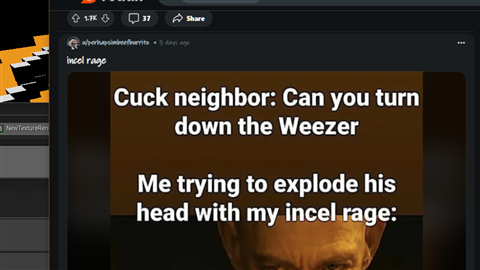 1.7K 37 Share
u/perhapsimbeefburrito • 3 days ago
incel rage
Cuck neighbor: Can you turn
down the Weezer
Me trying to explode his
head with my incel rage:
NewTextureRen